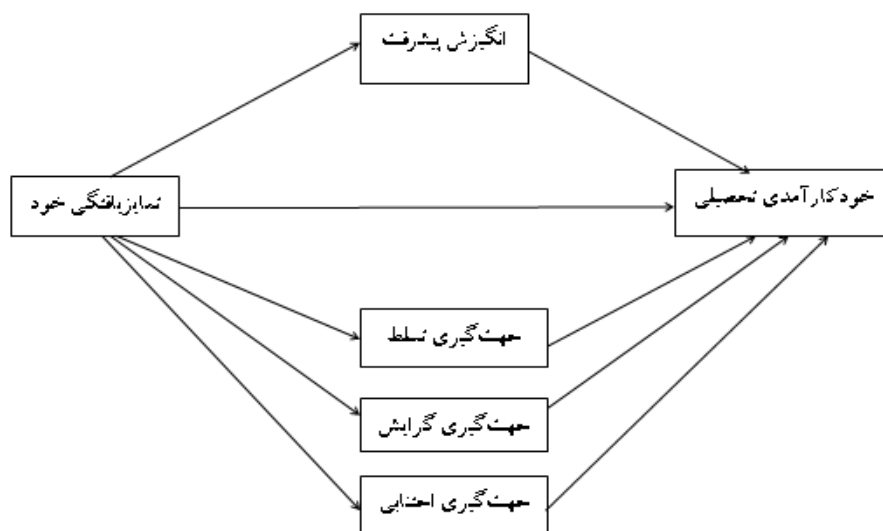 انگیزش پیشرفت
تمایزیافتگی خود
خودکارآمدی تحصیلی
جهت‌گیری تسلط
جهت‌گیری گرایش
جهت‌گیری اجتنابی